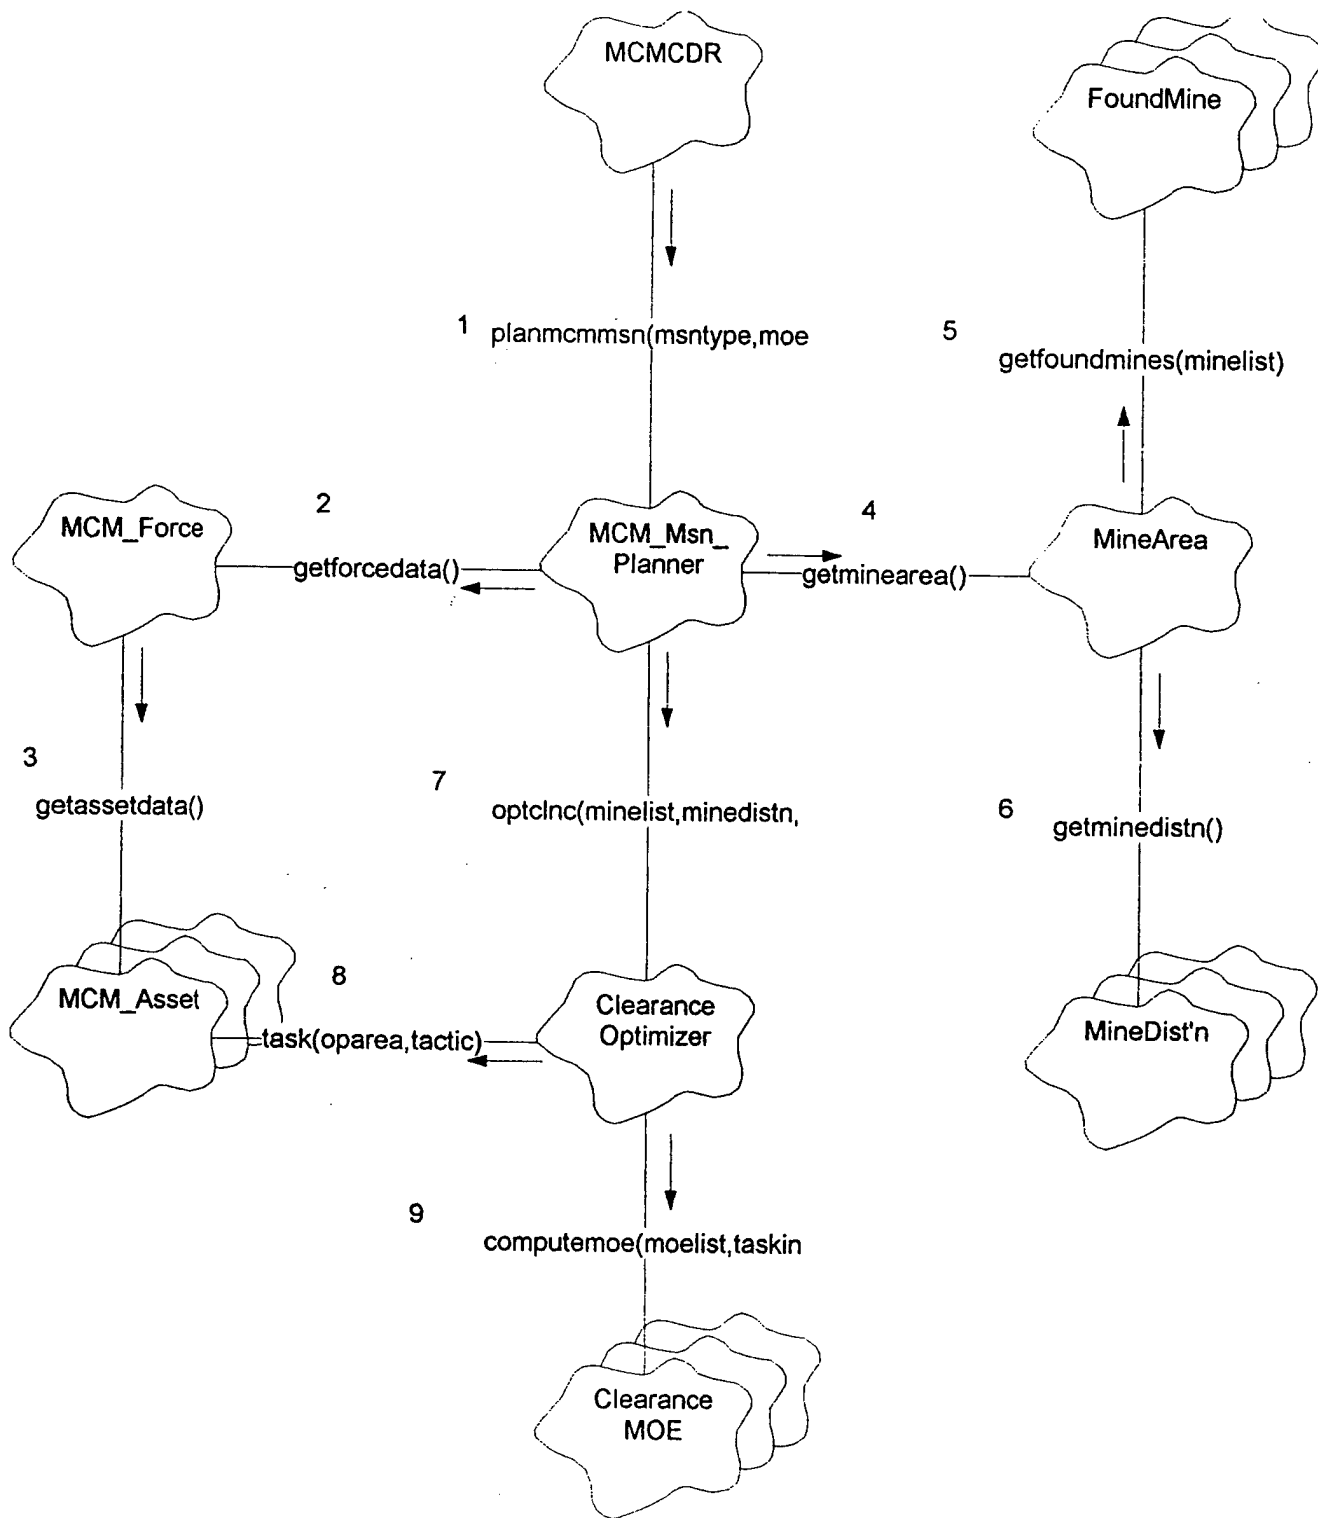 MCMCDR
FoundMine
1 planmcmmsn(msntype,moe
5
getfoundmines(minelist)
MCM_Force
2
getforcedata()
MCM_Msn_
Planner
4
getminearea()
MineArea
3
getassetdata()
7
optclnc(minelist,minedistn,
6
getminedistn()
MCM_Asset
8
task(oparea,tactic)
Clearance
Optimizer
MineDist'n
9
computemoe(moelist,taskin
Clearance
MOE